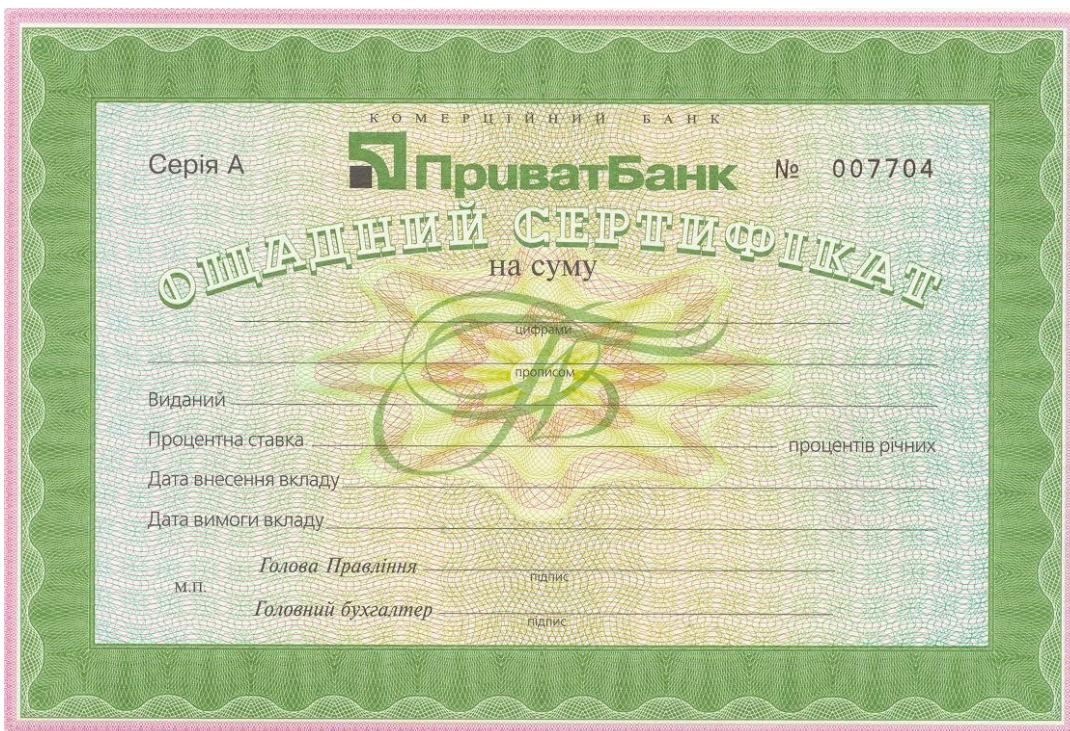 КОМЕРЦІЙНИЙ БАНК
Серія А ПриватБанк № 007704
ОЩАДНИЙ СЕРТИФІКАТ
на суму
цифрами
прописом
Виданий
Процентна ставка процентів річних
Дата внесення вкладу
Дата вимоги вкладу
Голова Правління
підпис
М.П.
Головний бухгалтер
підпис